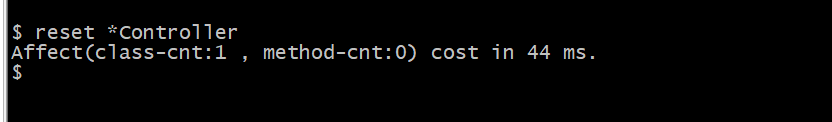 $ reset *Controller
Affect(class-cnt:1 , method-cnt:0) cost in 44 ms.
$